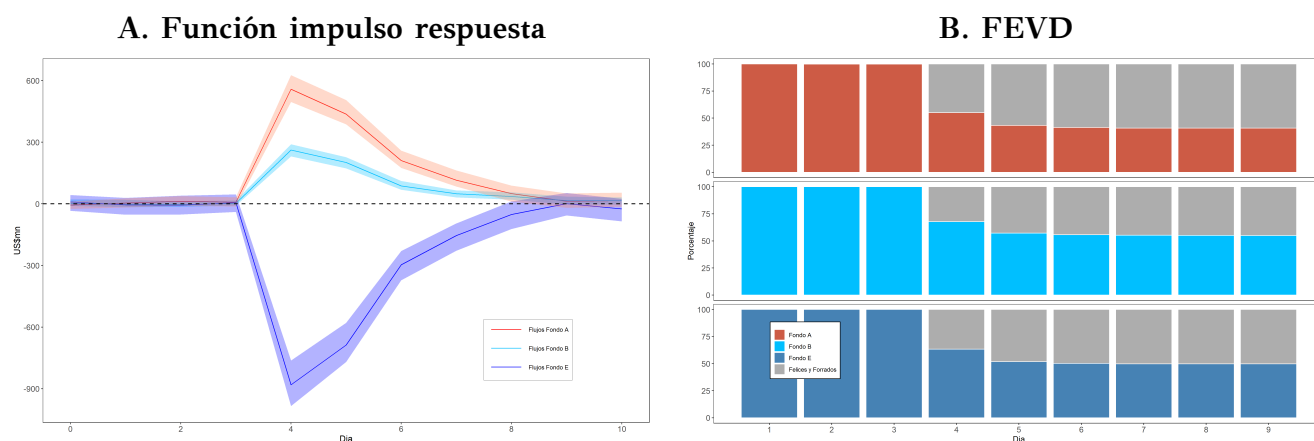 A. Función impulso respuesta
600
300
0
-300
-600
-900
US$mn
0
2
4
6
8
10
Dia
Flujos Fondo A
Flujos Fondo B
Flujos Fondo E
B. FEVD
100
75
50
25
0
100
75
50
25
0
100
75
50
25
0
Porcentaje
Fondo A
Fondo B
Fondo E
Felices y Forrados
1
2
3
4
5
6
7
8
9
Dia